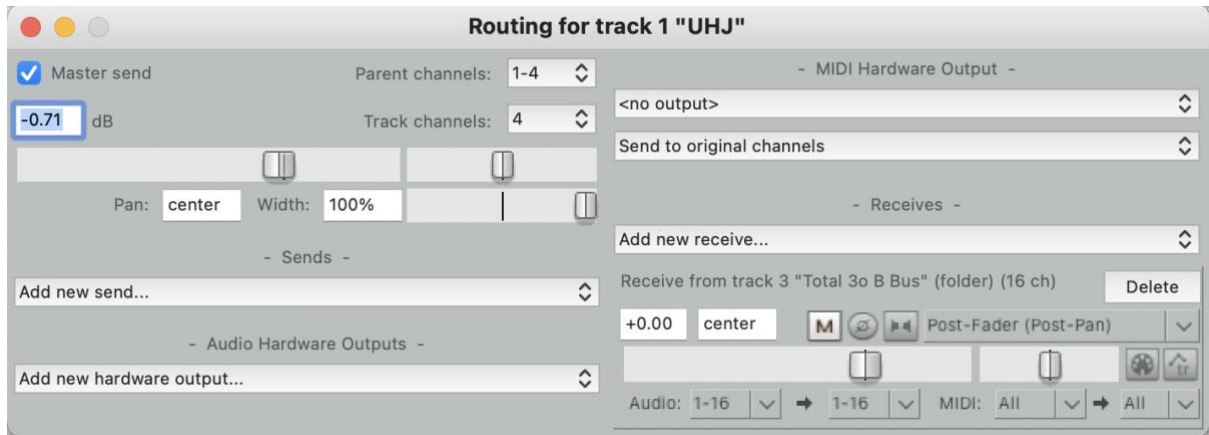 Routing for track 1 "UHJ"
Master send
Parent channels: 1-4
-0.71 dB
Track channels: 4
Pan: center Width: 100%
- Sends -
Add new send...
- Audio Hardware Outputs -
Add new hardware output...
- MIDI Hardware Output -
<no output>
Send to original channels
- Receives -
Add new receive...
Receive from track 3 "Total 3o B Bus" (folder) (16 ch) Delete
+0.00 center M Post-Fader (Post-Pan)
tr
Audio: 1-16 → 1-16 MIDI: All → All